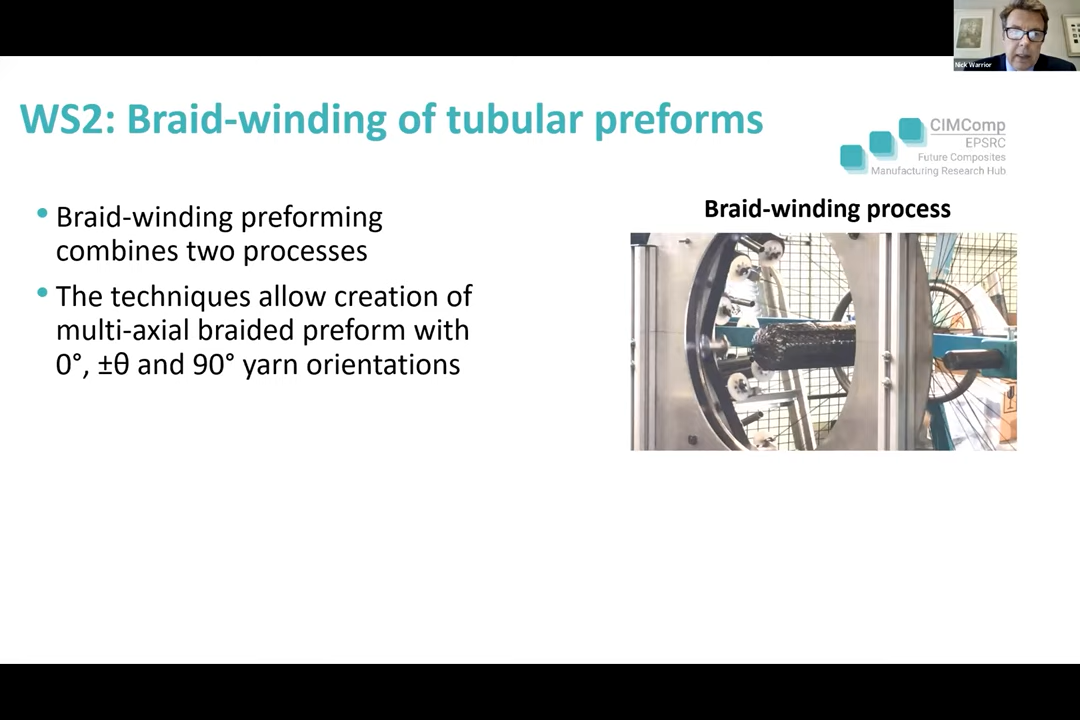 Nick Warrior
WS2: Braid-winding of tubular preforms
CIMComp
EPSRC
Future Composites
Manufacturing Research Hub
• Braid-winding preforming
combines two processes
• The techniques allow creation of
multi-axial braided preform with
0°, ±θ and 90° yarn orientations
Braid-winding process